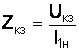 Zкз = Uкз / I1Н